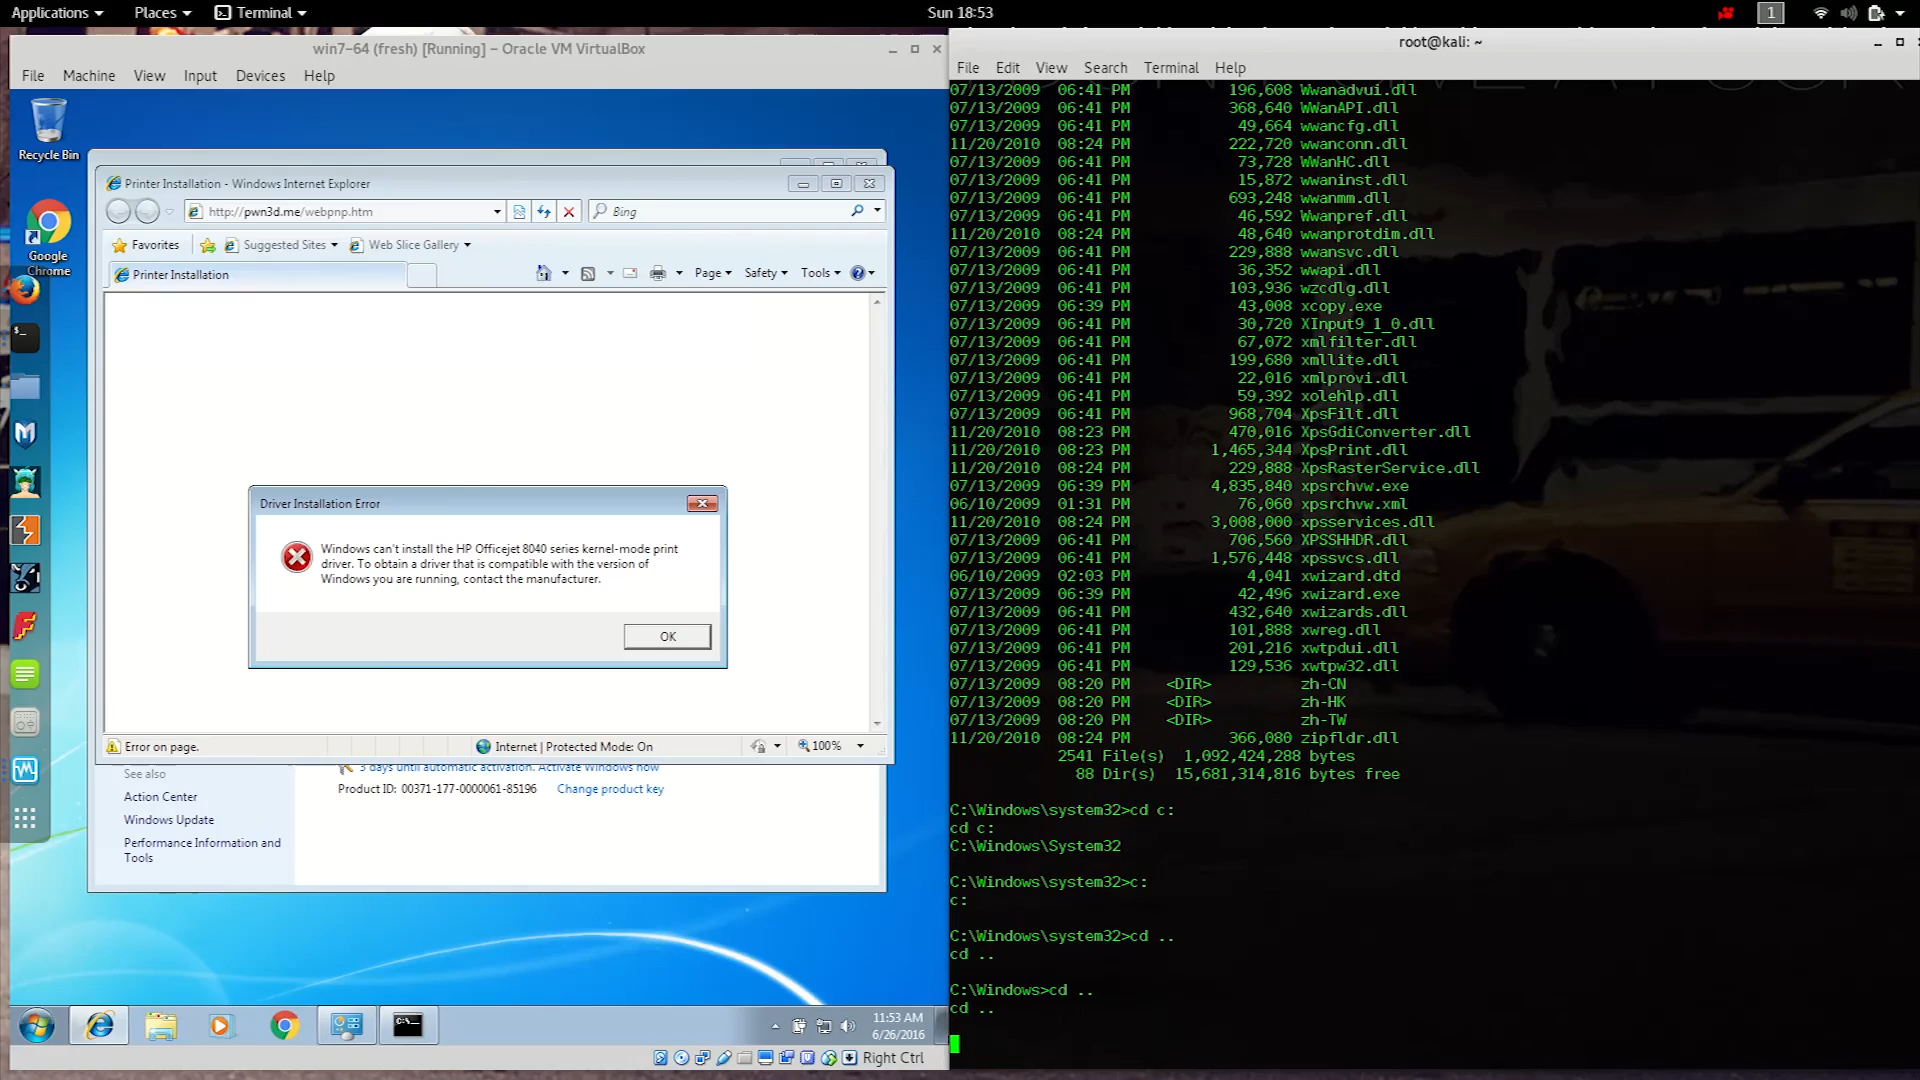 Applications Places Terminal Sun 18:53 1
win7-64 (fresh) [Running] - Oracle VM VirtualBox
File Machine View Input Devices Help
Recycle Bin
Google Chrome
Printer Installation - Windows Internet Explorer
http://pwn3d.me/webpnp.htm Bing
Favorites Suggested Sites Web Slice Gallery
Printer Installation Page Safety Tools
Driver Installation Error
Windows can't install the HP Officejet 8040 series kernel-mode print
driver. To obtain a driver that is compatible with the version of
Windows you are running, contact the manufacturer.
OK
Error on page. Internet | Protected Mode: On 100%
See also
Action Center
Windows Update
Performance Information and
Tools
3 days until automatic activation. Activate Windows now
Product ID: 00371-177-0000061-85196 Change product key
11:53 AM
6/26/2016
Right Ctrl
root@kali: ~
File Edit View Search Terminal Help
07/13/2009 06:41 PM 196,608 Wwanadvui.dll
07/13/2009 06:41 PM 368,640 WWanAPI.dll
07/13/2009 06:41 PM 49,664 wwancfg.dll
11/20/2010 08:24 PM 222,720 wwanconn.dll
07/13/2009 06:41 PM 73,728 WWanHC.dll
07/13/2009 06:41 PM 15,872 wwaninst.dll
07/13/2009 06:41 PM 693,248 wwanmm.dll
07/13/2009 06:41 PM 46,592 Wwanpref.dll
11/20/2010 08:24 PM 48,640 wwanprotdim.dll
07/13/2009 06:41 PM 229,888 wwansvc.dll
07/13/2009 06:41 PM 36,352 wwapi.dll
07/13/2009 06:41 PM 103,936 wzcdlg.dll
07/13/2009 06:39 PM 43,008 xcopy.exe
07/13/2009 06:41 PM 30,720 XInput9_1_0.dll
07/13/2009 06:41 PM 67,072 xmlfilter.dll
07/13/2009 06:41 PM 199,680 xmllite.dll
07/13/2009 06:41 PM 22,016 xmlprovi.dll
07/13/2009 06:41 PM 59,392 xolehlp.dll
07/13/2009 06:41 PM 968,704 XpsFilt.dll
11/20/2010 08:23 PM 470,016 XpsGdiConverter.dll
11/20/2010 08:23 PM 1,465,344 XpsPrint.dll
11/20/2010 08:24 PM 229,888 XpsRasterService.dll
07/13/2009 06:39 PM 4,835,840 xpsrchvw.exe
06/10/2009 01:31 PM 76,060 xpsrchvw.xml
11/20/2010 08:24 PM 3,008,000 xpsservices.dll
07/13/2009 06:41 PM 706,560 XPSSHHDR.dll
07/13/2009 06:41 PM 1,576,448 xpssvcs.dll
06/10/2009 02:03 PM 4,041 xwizard.dtd
07/13/2009 06:39 PM 42,496 xwizard.exe
07/13/2009 06:41 PM 432,640 xwizards.dll
07/13/2009 06:41 PM 101,888 xwreg.dll
07/13/2009 06:41 PM 201,216 xwtpdui.dll
07/13/2009 06:41 PM 129,536 xwtpw32.dll
07/13/2009 08:20 PM <DIR> zh-CN
07/13/2009 08:20 PM <DIR> zh-HK
07/13/2009 08:20 PM <DIR> zh-TW
11/20/2010 08:24 PM 366,080 zipfldr.dll
2541 File(s) 1,092,424,288 bytes
88 Dir(s) 15,681,314,816 bytes free
C:\Windows\system32>cd c:
cd c:
C:\Windows\System32
C:\Windows\system32>c:
c:
C:\Windows\system32>cd ..
cd ..
C:\Windows>cd ..
cd ..